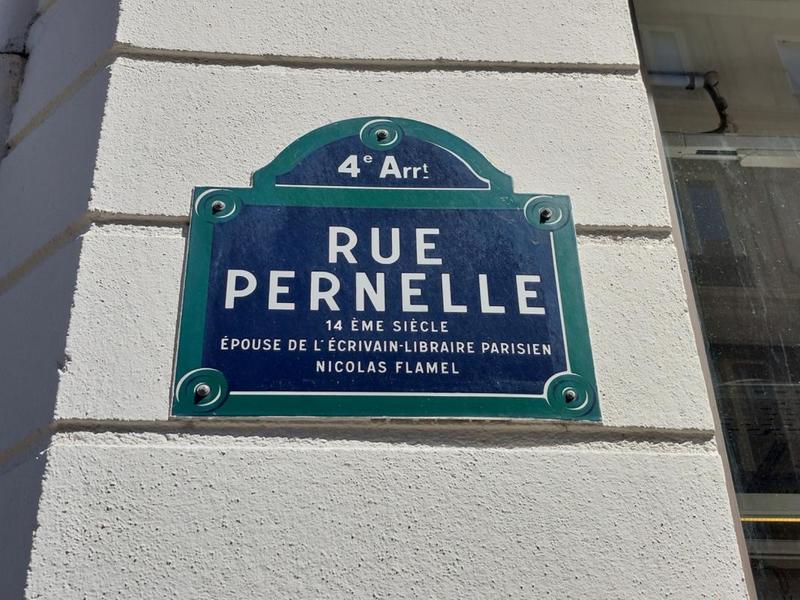 4e Arrt
RUE
PERNELLE
14 ÈME SIÈCLE
ÉPOUSE DE L'ÉCRIVAIN-LIBRAIRE PARISIEN
NICOLAS FLAMEL